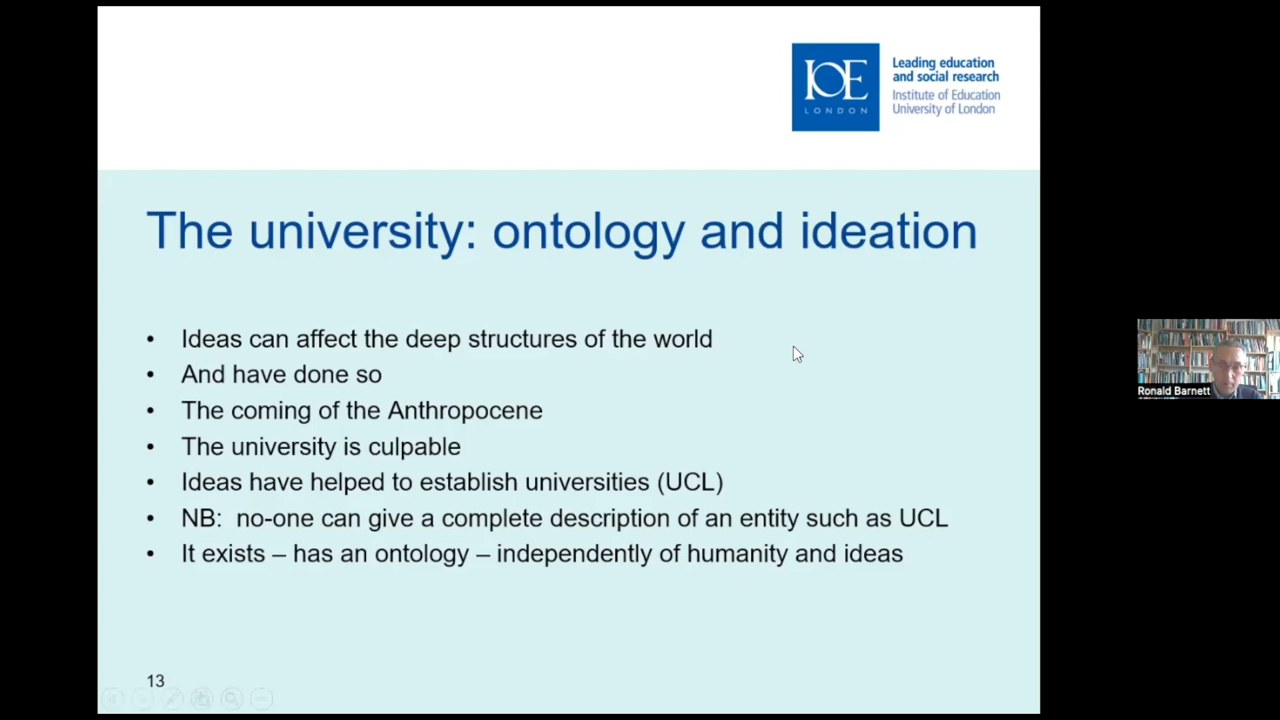 IOE
LONDON
Leading education
and social research
Institute of Education
University of London
The university: ontology and ideation
• Ideas can affect the deep structures of the world
• And have done so
• The coming of the Anthropocene
• The university is culpable
• Ideas have helped to establish universities (UCL)
• NB:  no-one can give a complete description of an entity such as UCL
• It exists – has an ontology – independently of humanity and ideas
13
Ronald Barnett